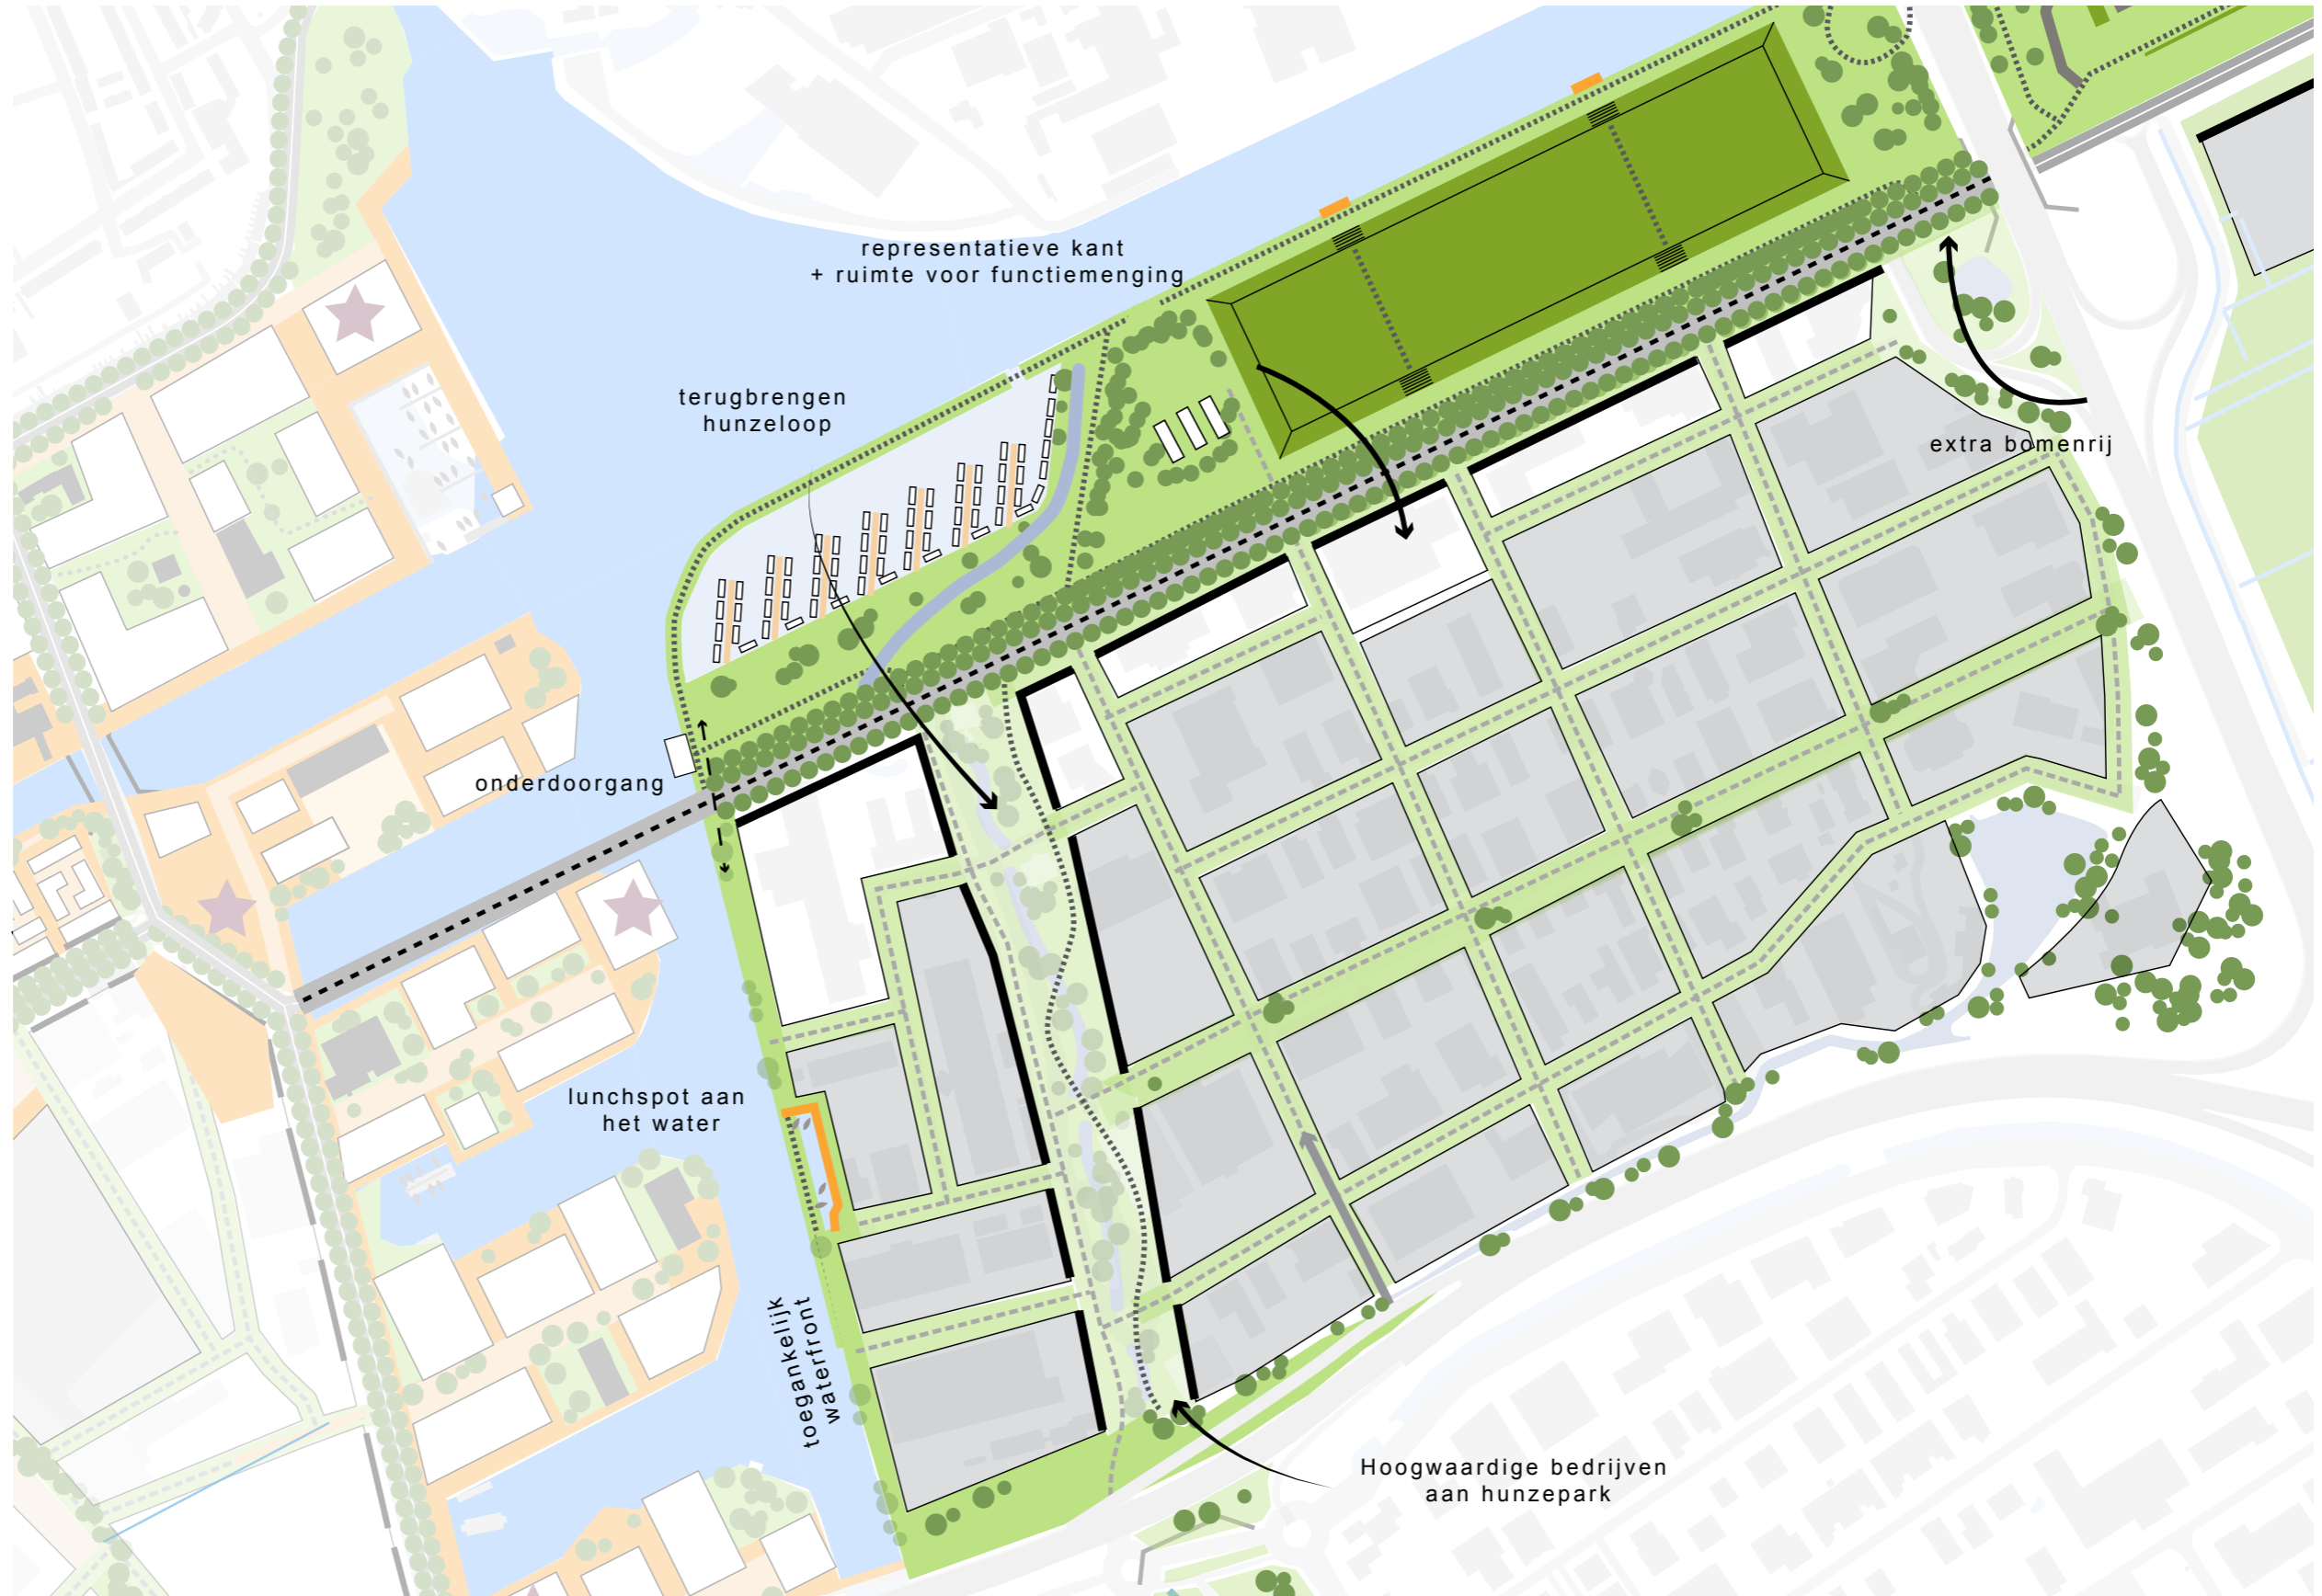 representatieve kant
+ ruimte voor functiemenging
terugbrengen
hunzeloop
extra bomenrij
onderdoorgang
lunchspot aan
het water
toegankelijk
waterfront
Hoogwaardige bedrijven
aan hunzepark